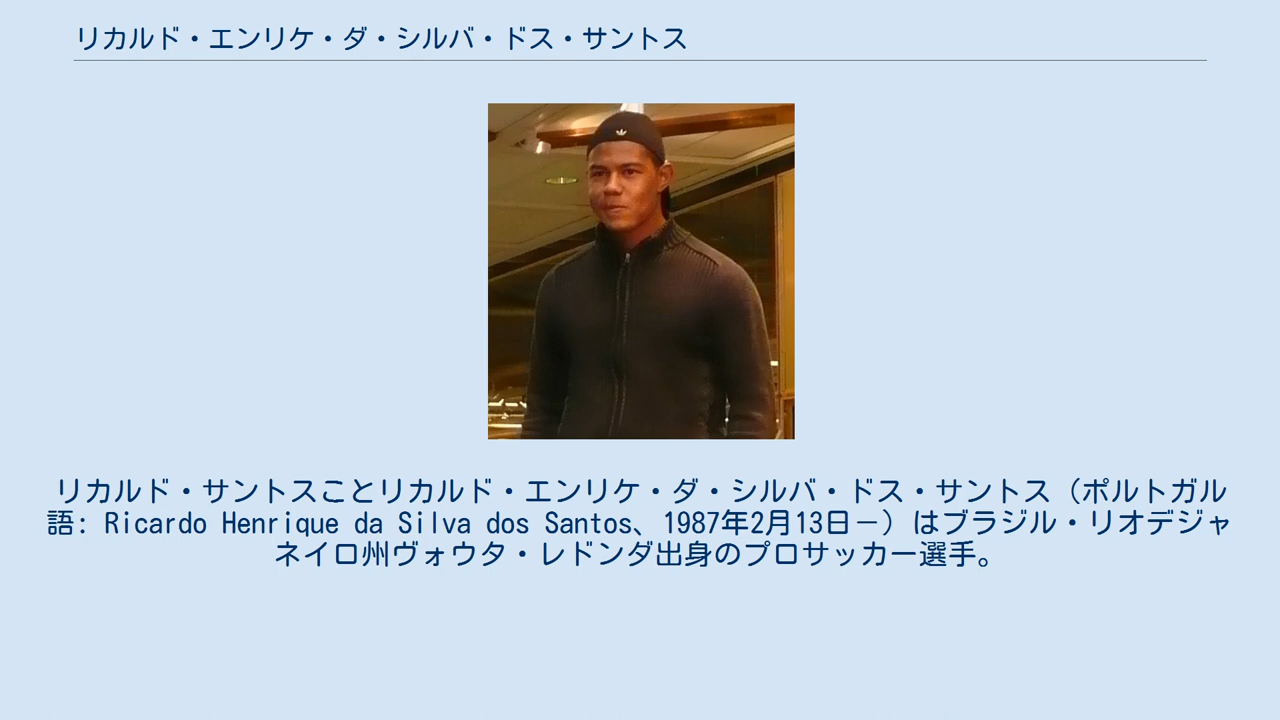 リカルド・エンリケ・ダ・シルバ・ドス・サントス
リカルド・サントスことリカルド・エンリケ・ダ・シルバ・ドス・サントス（ポルトガル
語: Ricardo Henrique da Silva dos Santos、1987年2月13日－）はブラジル・リオデジャ
ネイロ州ヴォウタ・レドンダ出身のプロサッカー選手。